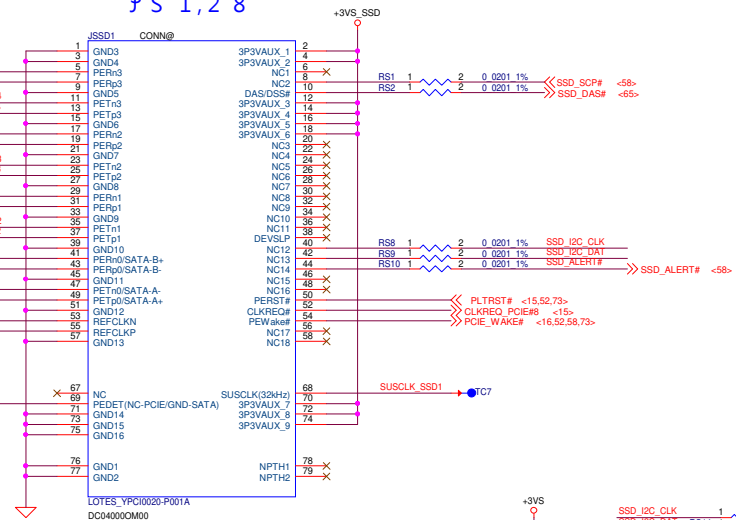 PS 1,2 8
+3VS_SSD
JSSD1 CONN@
1 GND3 3P3VAUX_1 2
3 GND4 3P3VAUX_2 4
5 PERn3 NC1 6
7 PERp3 NC2 8 RS1 1 2 0_0201_1% SSD_SCP# <58>
9 GND5 DAS/DSS# 10 RS2 1 2 0_0201_1% SSD_DAS# <65>
11 PETn3 3P3VAUX_3 12
13 PETp3 3P3VAUX_4 14
15 GND6 3P3VAUX_5 16
17 PERn2 3P3VAUX_6 18
19 PERp2 NC3 20
21 GND7 NC4 22
23 PETn2 NC5 24
25 PETp2 NC6 26
27 GND8 NC7 28
29 PERn1 NC8 30
31 PERp1 NC9 32
33 GND9 NC10 34
35 PETn1 NC11 36
37 PETp1 DEVSLP 38
39 GND10 NC12 40 RS8 1 2 0_0201_1% SSD_I2C_CLK
41 PERn0/SATA-B+ NC13 42 RS9 1 2 0_0201_1% SSD_I2C_DAT
43 PERp0/SATA-B- NC14 44 RS10 1 2 0_0201_1% SSD_ALERT# SSD_ALERT# <58>
45 GND11 NC15 46
47 PETn0/SATA-A- NC16 48
49 PETp0/SATA-A+ PERST# 50 PLTRST# <15,52,73>
51 GND12 CLKREQ# 52 CLKREQ_PCIE#8 <15>
53 REFCLKN PEWake# 54 PCIE_WAKE# <16,52,58,73>
55 REFCLKP NC17 56
57 GND13 NC18 58
67 NC SUSCLK(32kHz) 68 SUSCLK_SSD1 TC7
69 PEDET(NC-PCIE/GND-SATA) 3P3VAUX_7 70
71 GND14 3P3VAUX_8 72
73 GND15 3P3VAUX_9 74
75 GND16
76 GND1 NPTH1 78
77 GND2 NPTH2 79
LOTES_YPCI0020-P001A
DC04000OM00
+3VS
SSD_I2C_CLK 1